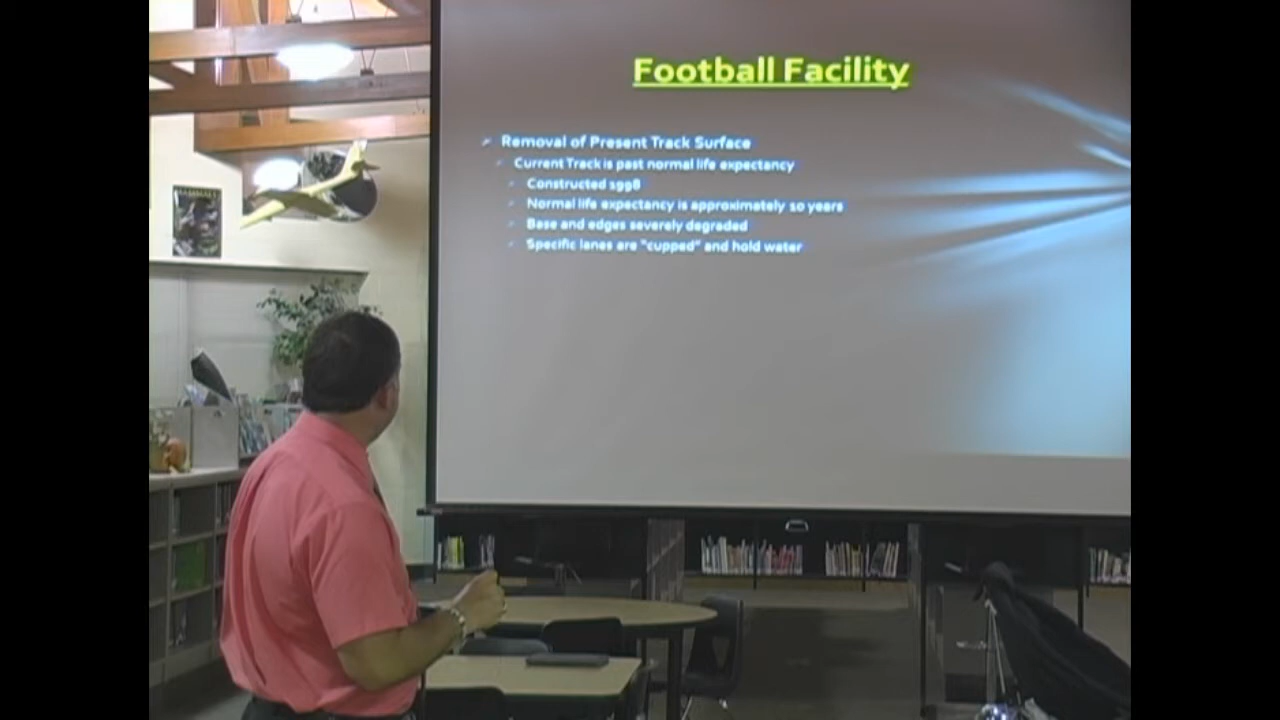 Football Facility
Removal of Present Track Surface
Current Track is past normal life expectancy
Constructed 1998
Normal life expectancy is approximately 10 years
Base and edges severely degraded
Specific lanes are "cupped" and hold water